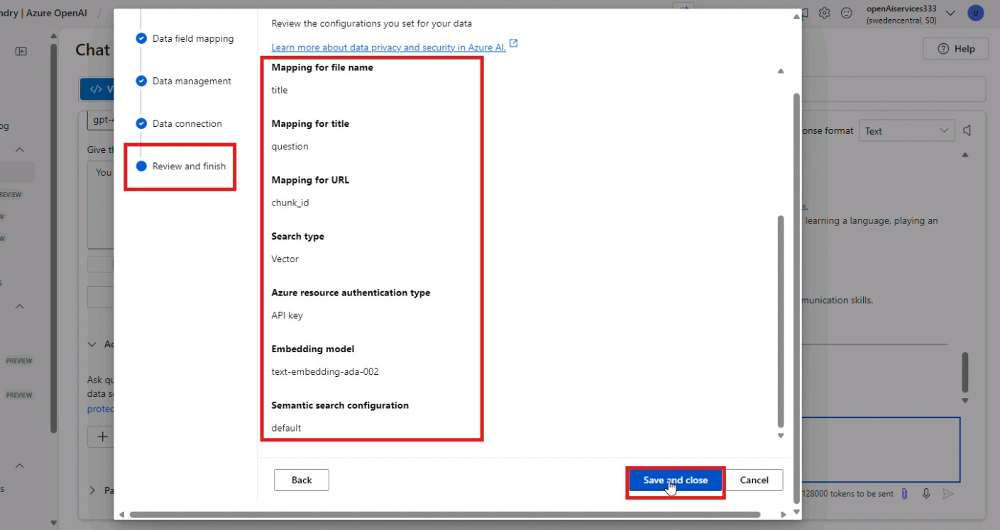 ndry | Azure OpenAI /
openAiservices333
(swedencentral, S0)
U
Chat
Help
</> V
og
REVIEW
W
W
s
PREVIEW
PREVIEW
s
gpt-4
Give th
You
Ac
Ask qu
data s
protec
Pa
Data field mapping
Data management
Data connection
Review and finish
Review the configurations you set for your data
Learn more about data privacy and security in Azure AI.
Mapping for file name
title
Mapping for title
question
Mapping for URL
chunk_id
Search type
Vector
Azure resource authentication type
API key
Embedding model
text-embedding-ada-002
Semantic search configuration
default
Back
Save and close
Cancel
onse format
Text
s.
learning a language, playing an
munication skills.
128000 tokens to be sent